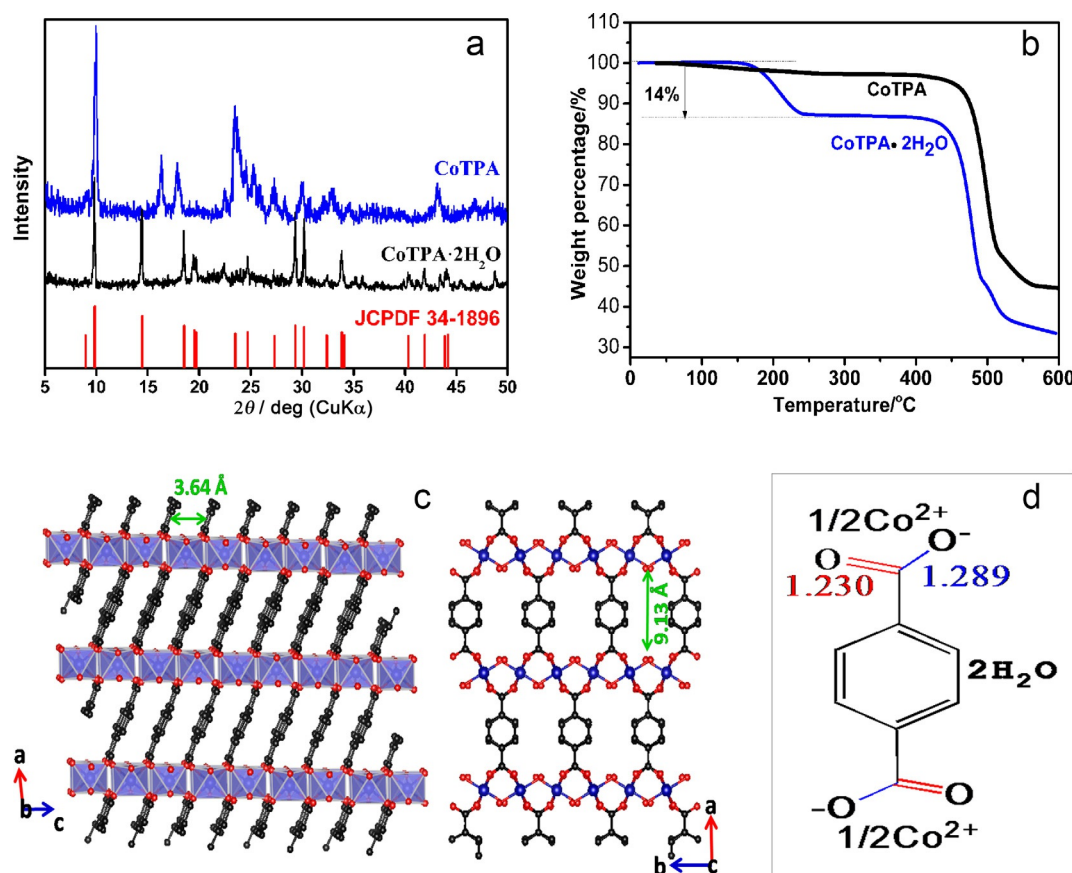 a
CoTPA
CoTPA·2H₂O
JCPDF 34-1896
Intensity
5 10 15 20 25 30 35 40 45 50
2θ / deg (CuKα)
b
100
90
80
70
60
50
40
30
14%
CoTPA
CoTPA•2H₂O
Weight percentage/%
0 100 200 300 400 500 600
Temperature/°C
c
3.64 Å
9.13 Å
a
b
c
a
b
c
d
1/2Co²⁺
O O⁻
1.230 1.289
2H₂O
⁻O O
1/2Co²⁺